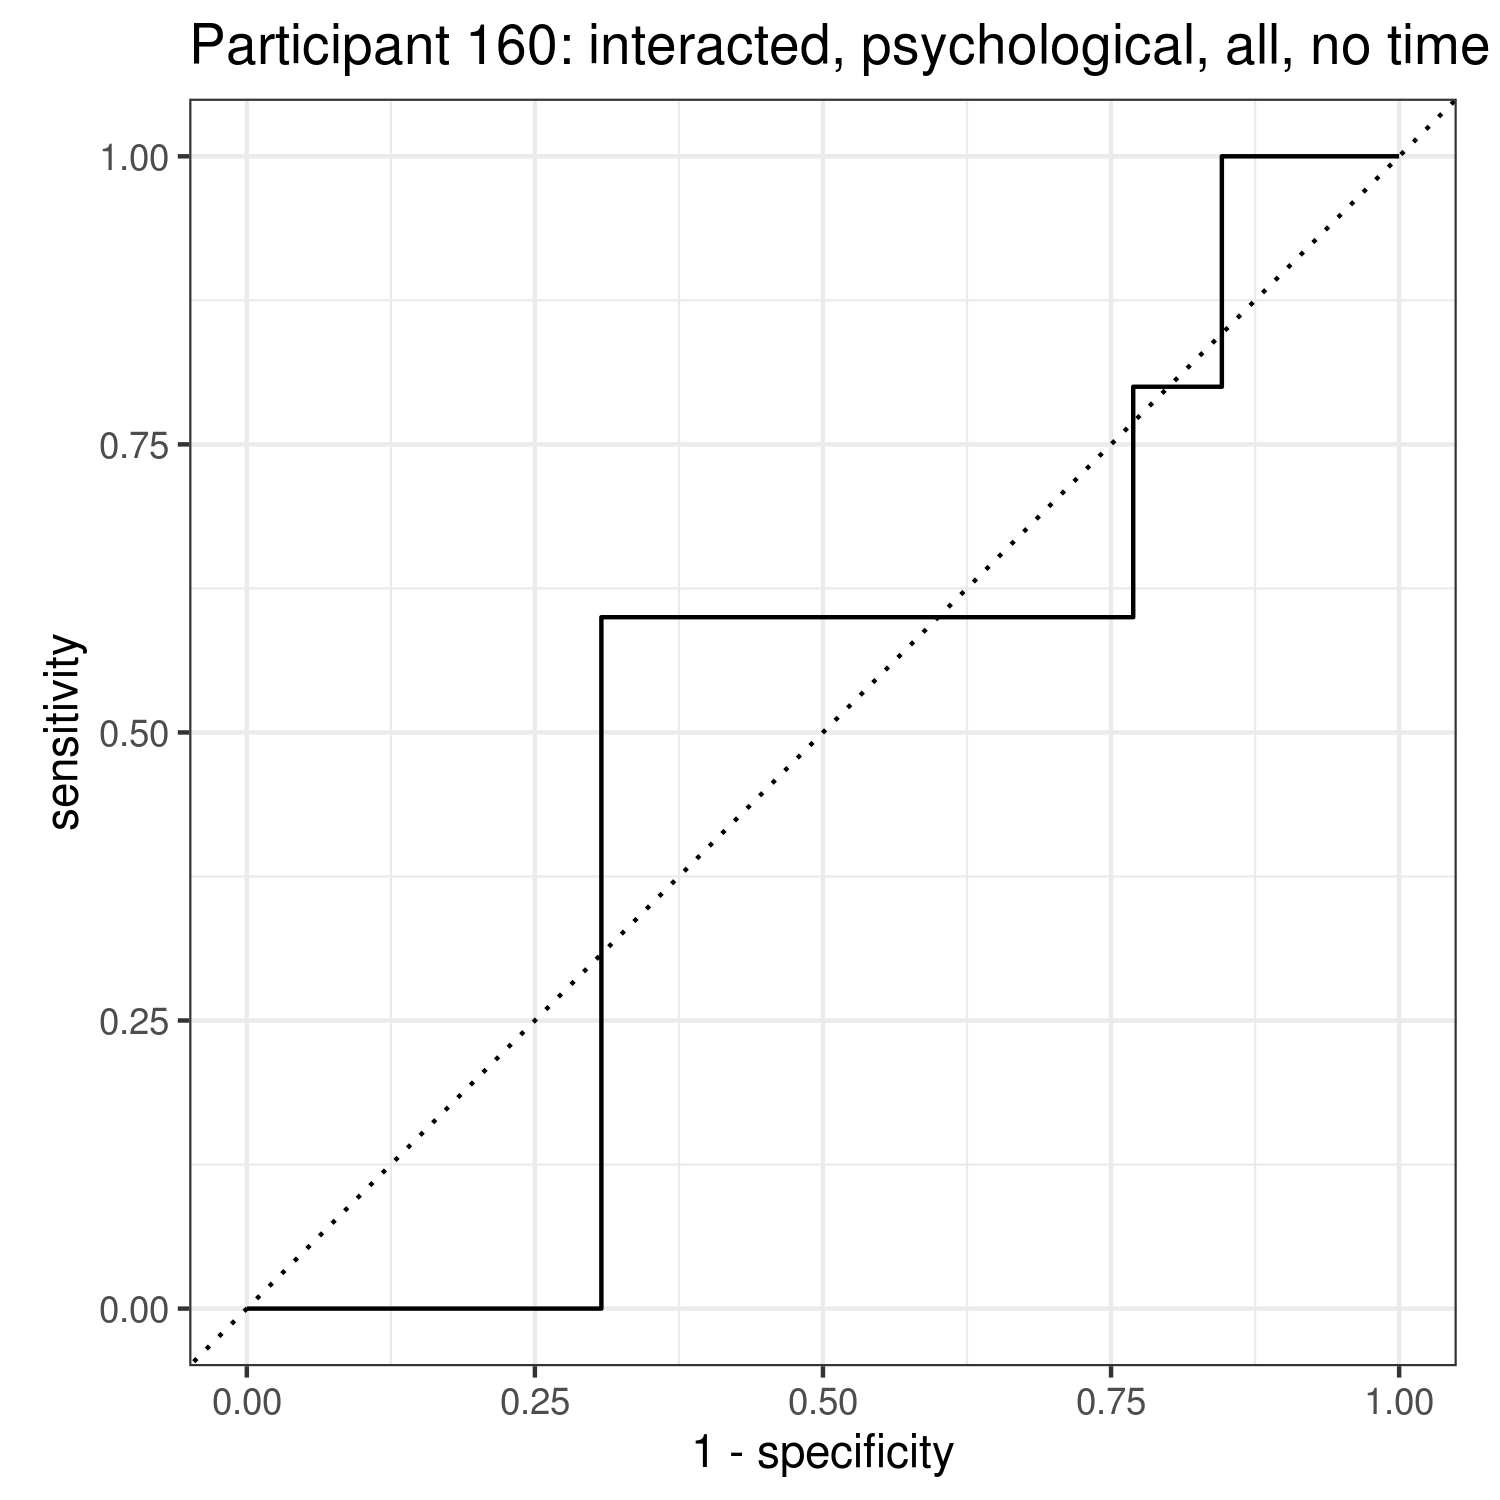 Participant 160: interacted, psychological, all, no time
1.00
0.75
0.50
0.25
0.00
sensitivity
0.00 0.25 0.50 0.75 1.00
1 - specificity